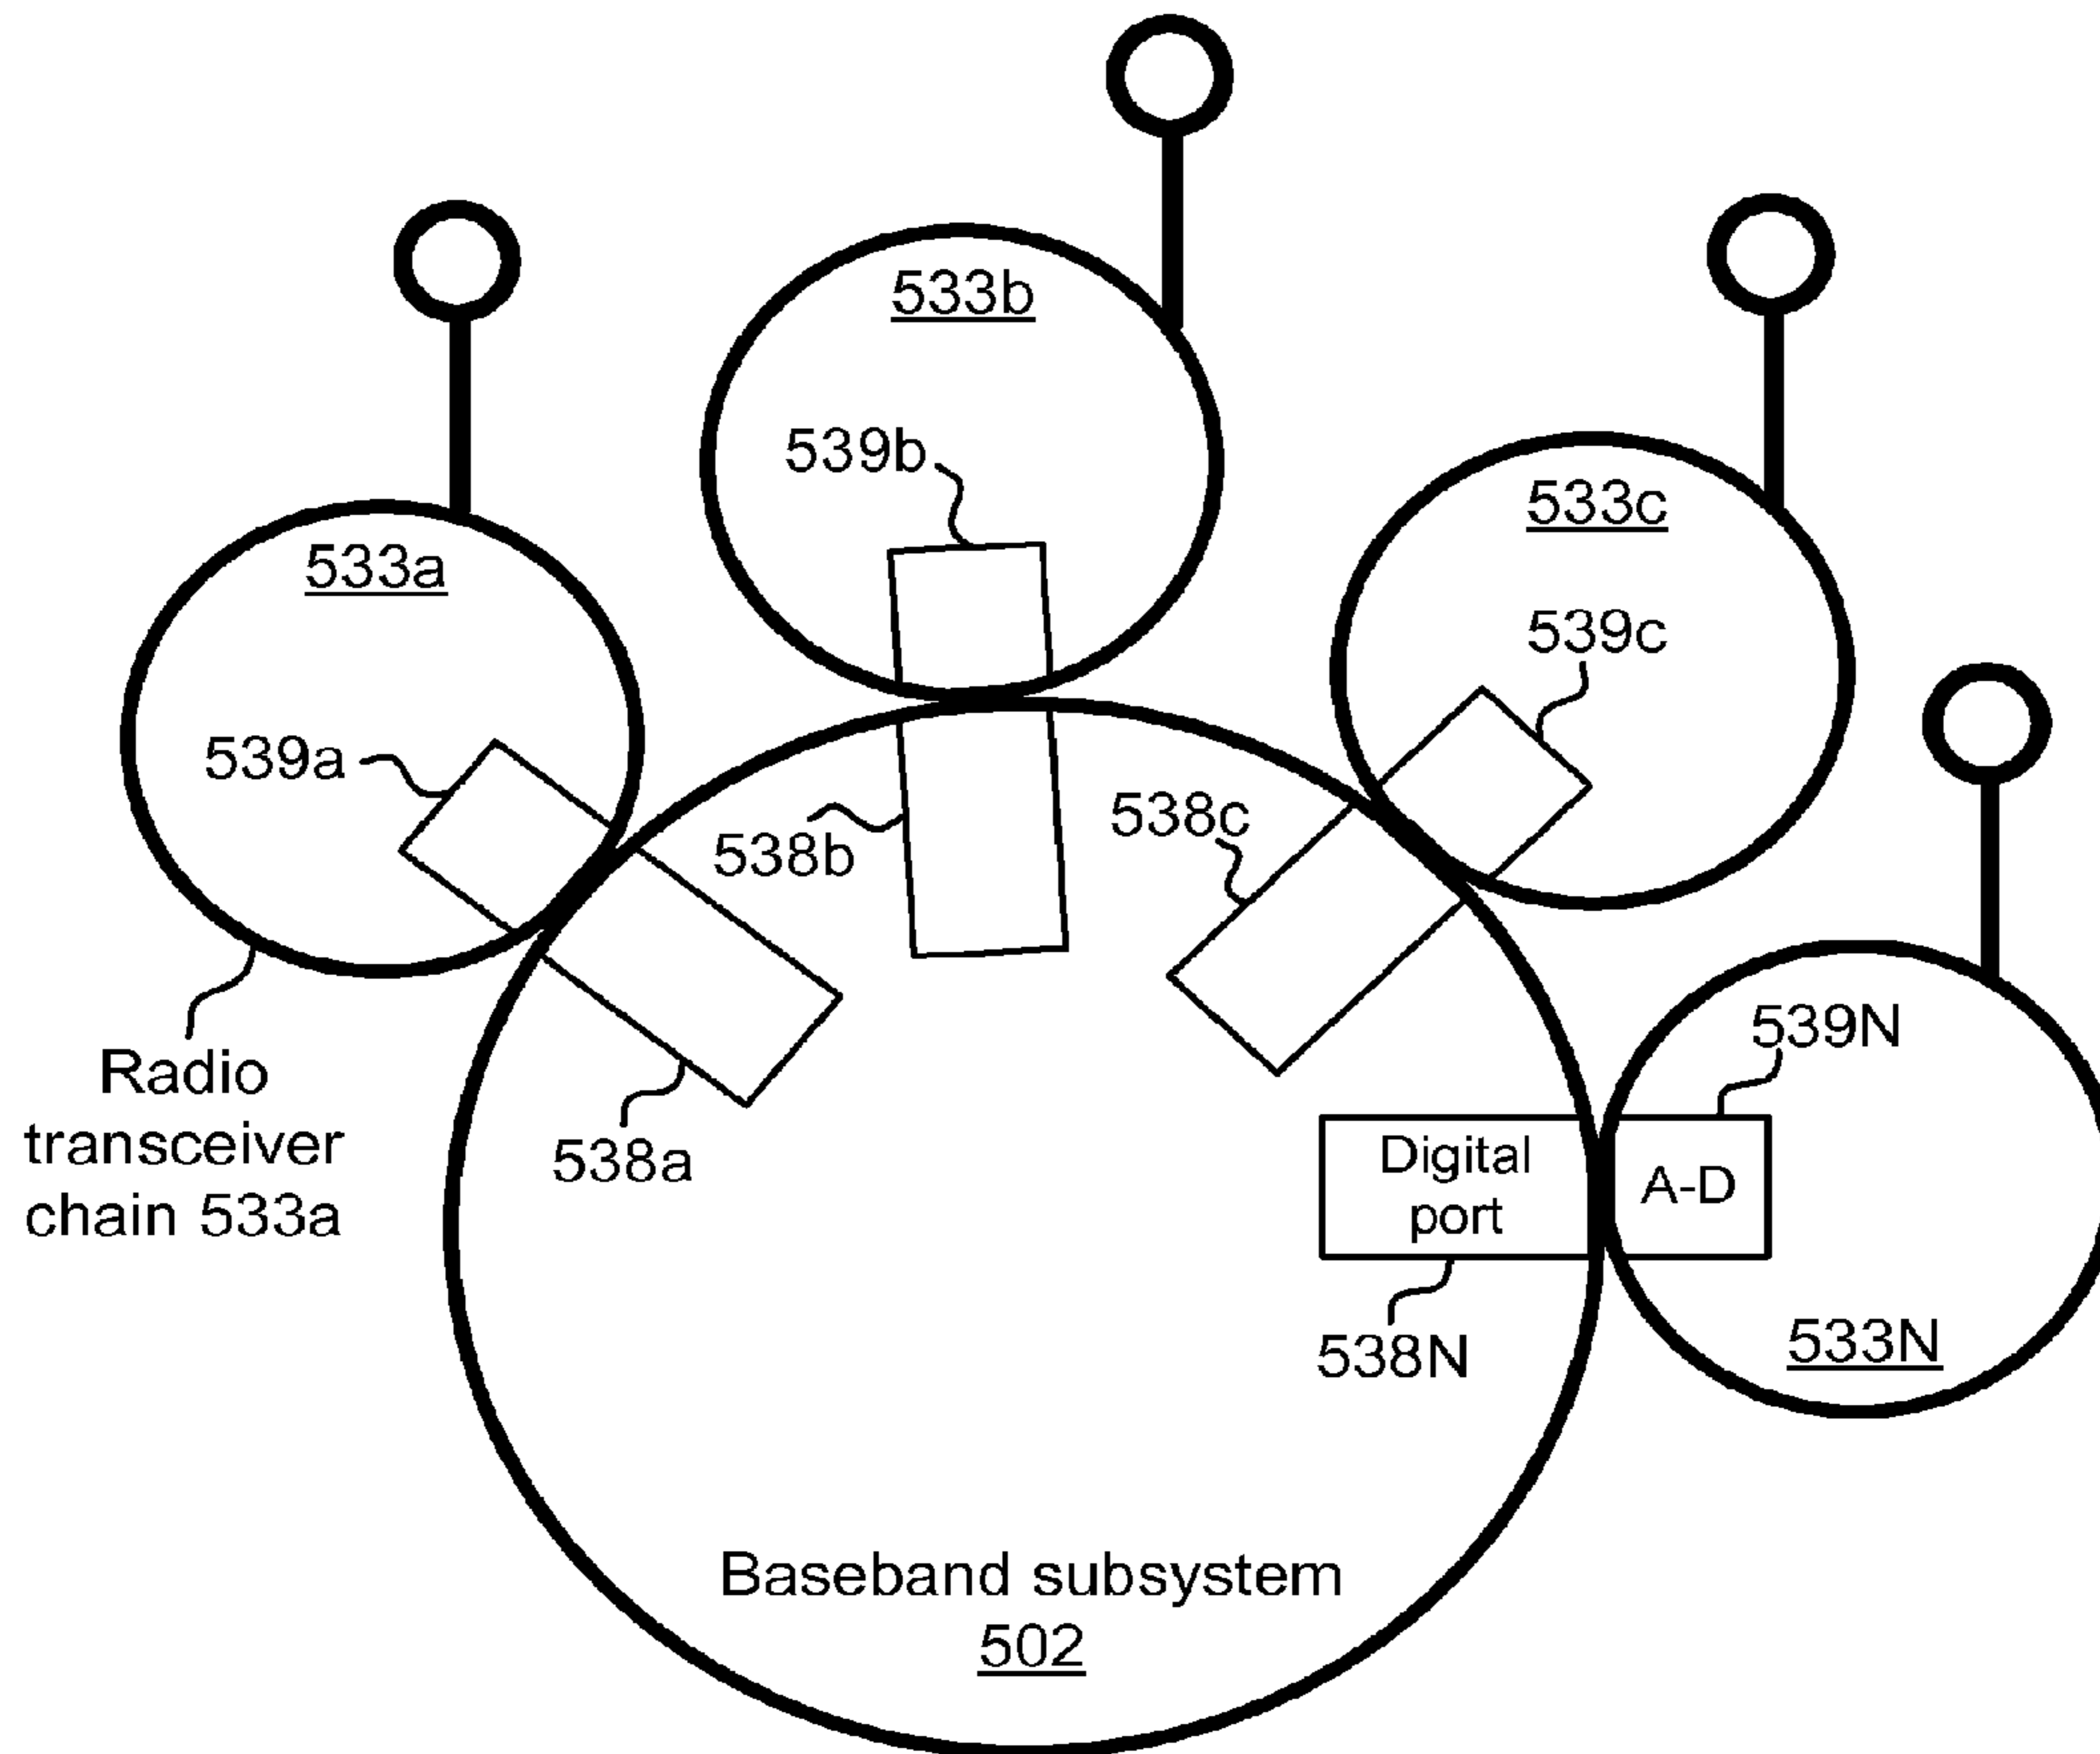 533b
539b
533c
533a
539c
539a
538c
538b
539N
Radio
transceiver
chain 533a
Digital
port
A-D
538a
533N
538N
Baseband subsystem
502